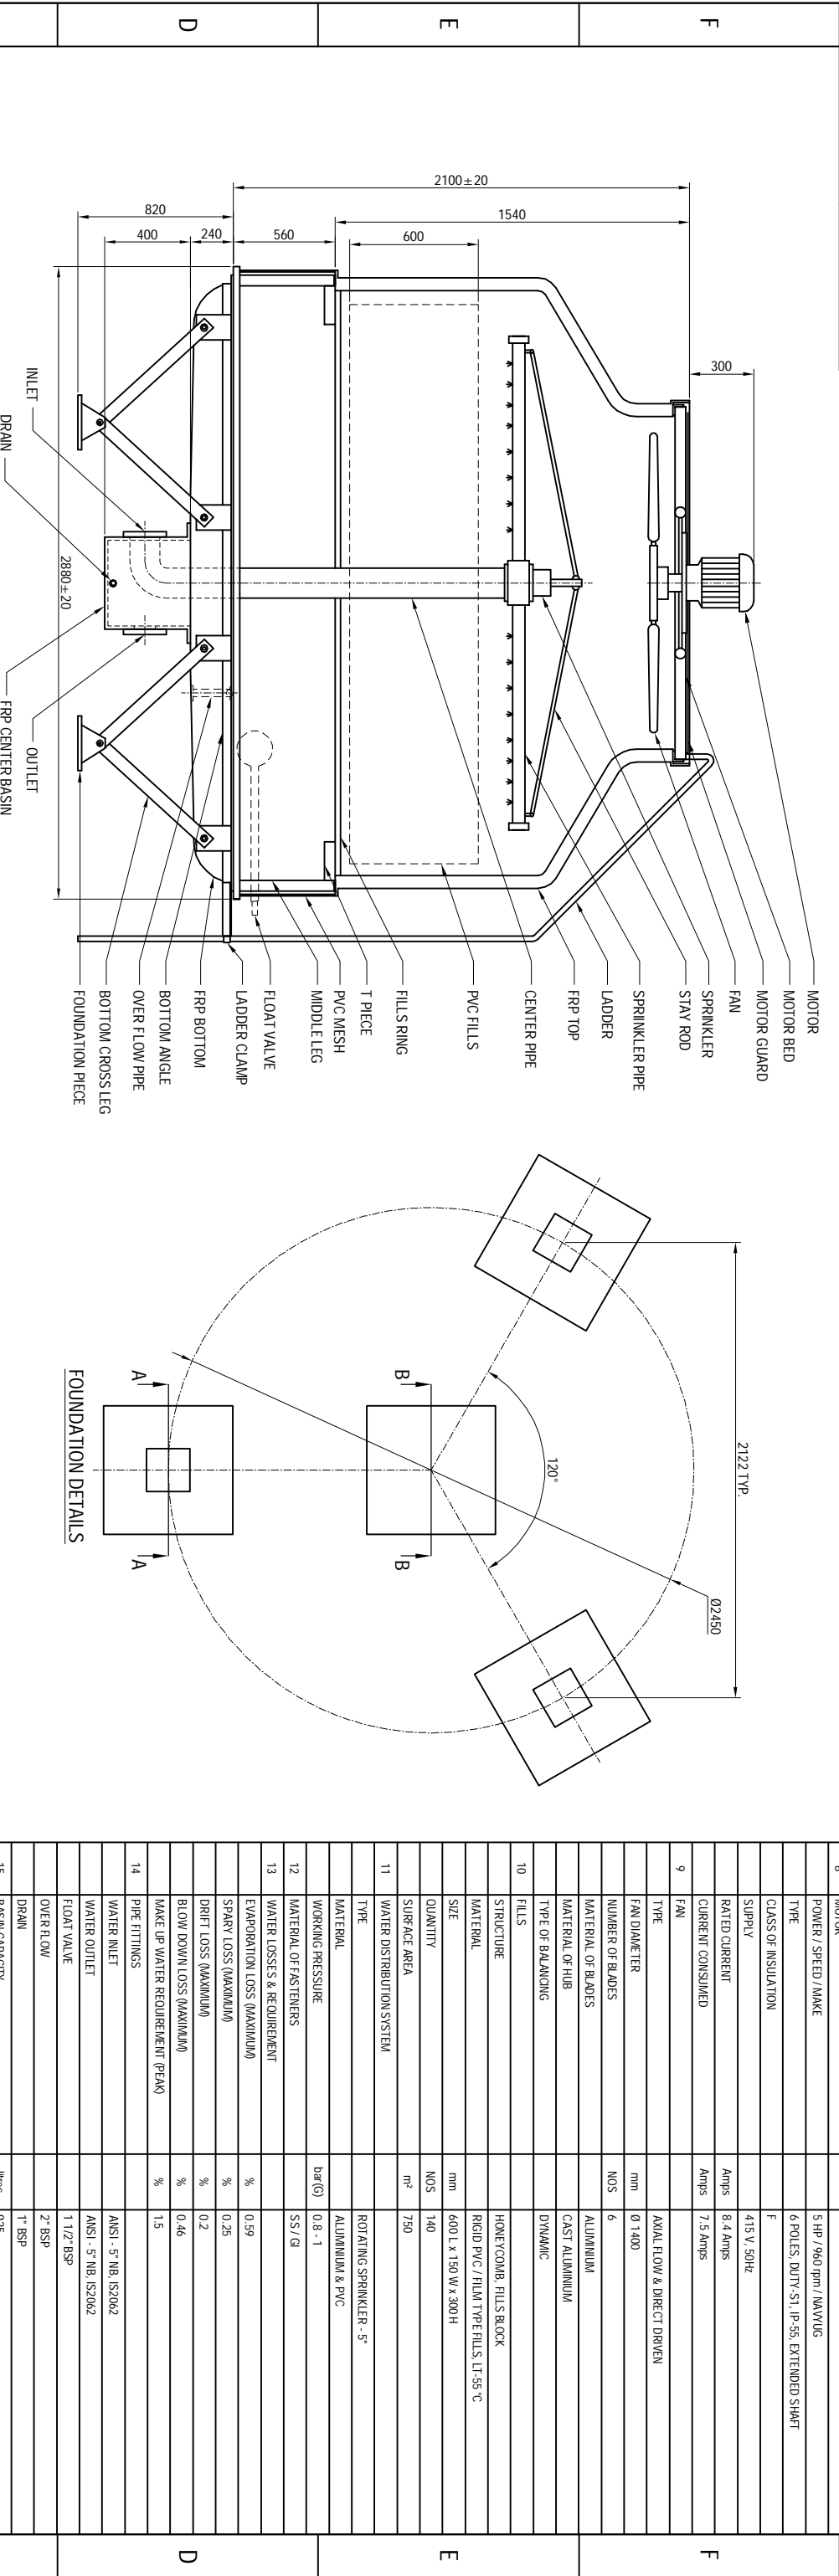 F
E
D
2100±20
1540
820
400
240
560
600
300
2880±20
INLET
DRAIN
OUTLET
FRP CENTER BASIN
MOTOR
MOTOR BED
MOTOR GUARD
FAN
SPRINKLER
STAY ROD
SPRINKLER PIPE
LADDER
FRP TOP
CENTER PIPE
PVC FILLS
FILLS RING
T PIECE
PVC MESH
MIDDLE LEG
FLOAT VALVE
LADDER CLAMP
FRP BOTTOM
BOTTOM ANGLE
OVER FLOW PIPE
BOTTOM CROSS LEG
FOUNDATION PIECE
2122 TYP.
120°
Ø2450
B B
A A
FOUNDATION DETAILS
POWER / SPEED / MAKE 5 HP / 960 rpm / NAVYUG
TYPE 6 POLES, DUTY-S1, IP-55, EXTENDED SHAFT
CLASS OF INSULATION F
SUPPLY 415 V, 50Hz
RATED CURRENT Amps 8.4 Amps
CURRENT CONSUMED Amps 7.5 Amps
9 FAN
TYPE AXIAL FLOW & DIRECT DRIVEN
FAN DIAMETER mm Ø 1400
NUMBER OF BLADES NOS 6
MATERIAL OF BLADES ALUMINIUM
MATERIAL OF HUB CAST ALUMINIUM
TYPE OF BALANCING DYNAMIC
10 FILLS
STRUCTURE HONEYCOMB, FILLS BLOCK
MATERIAL RIGID PVC / FILM TYPE FILLS, LT-55 °C
SIZE mm 600 L x 150 W x 300 H
QUANTITY NOS 140
SURFACE AREA m² 750
11 WATER DISTRIBUTION SYSTEM
TYPE ROTATING SPRINKLER - 5"
MATERIAL ALUMINIUM & PVC
WORKING PRESSURE bar(G) 0.8 - 1
12 MATERIAL OF FASTENERS SS / GI
13 WATER LOSSES & REQUIREMENT
EVAPORATION LOSS (MAXIMUM) % 0.59
SPARY LOSS (MAXIMUM) % 0.25
DRIFT LOSS (MAXIMUM) % 0.2
BLOW DOWN LOSS (MAXIMUM) % 0.46
MAKE UP WATER REQUIREMENT (PEAK) % 1.5
14 PIPE FITTINGS
WATER INLET ANSI - 5" NB, IS2062
WATER OUTLET ANSI - 5" NB, IS2062
FLOAT VALVE 1 1/2" BSP
OVER FLOW 2" BSP
DRAIN 1" BSP
F
E
D